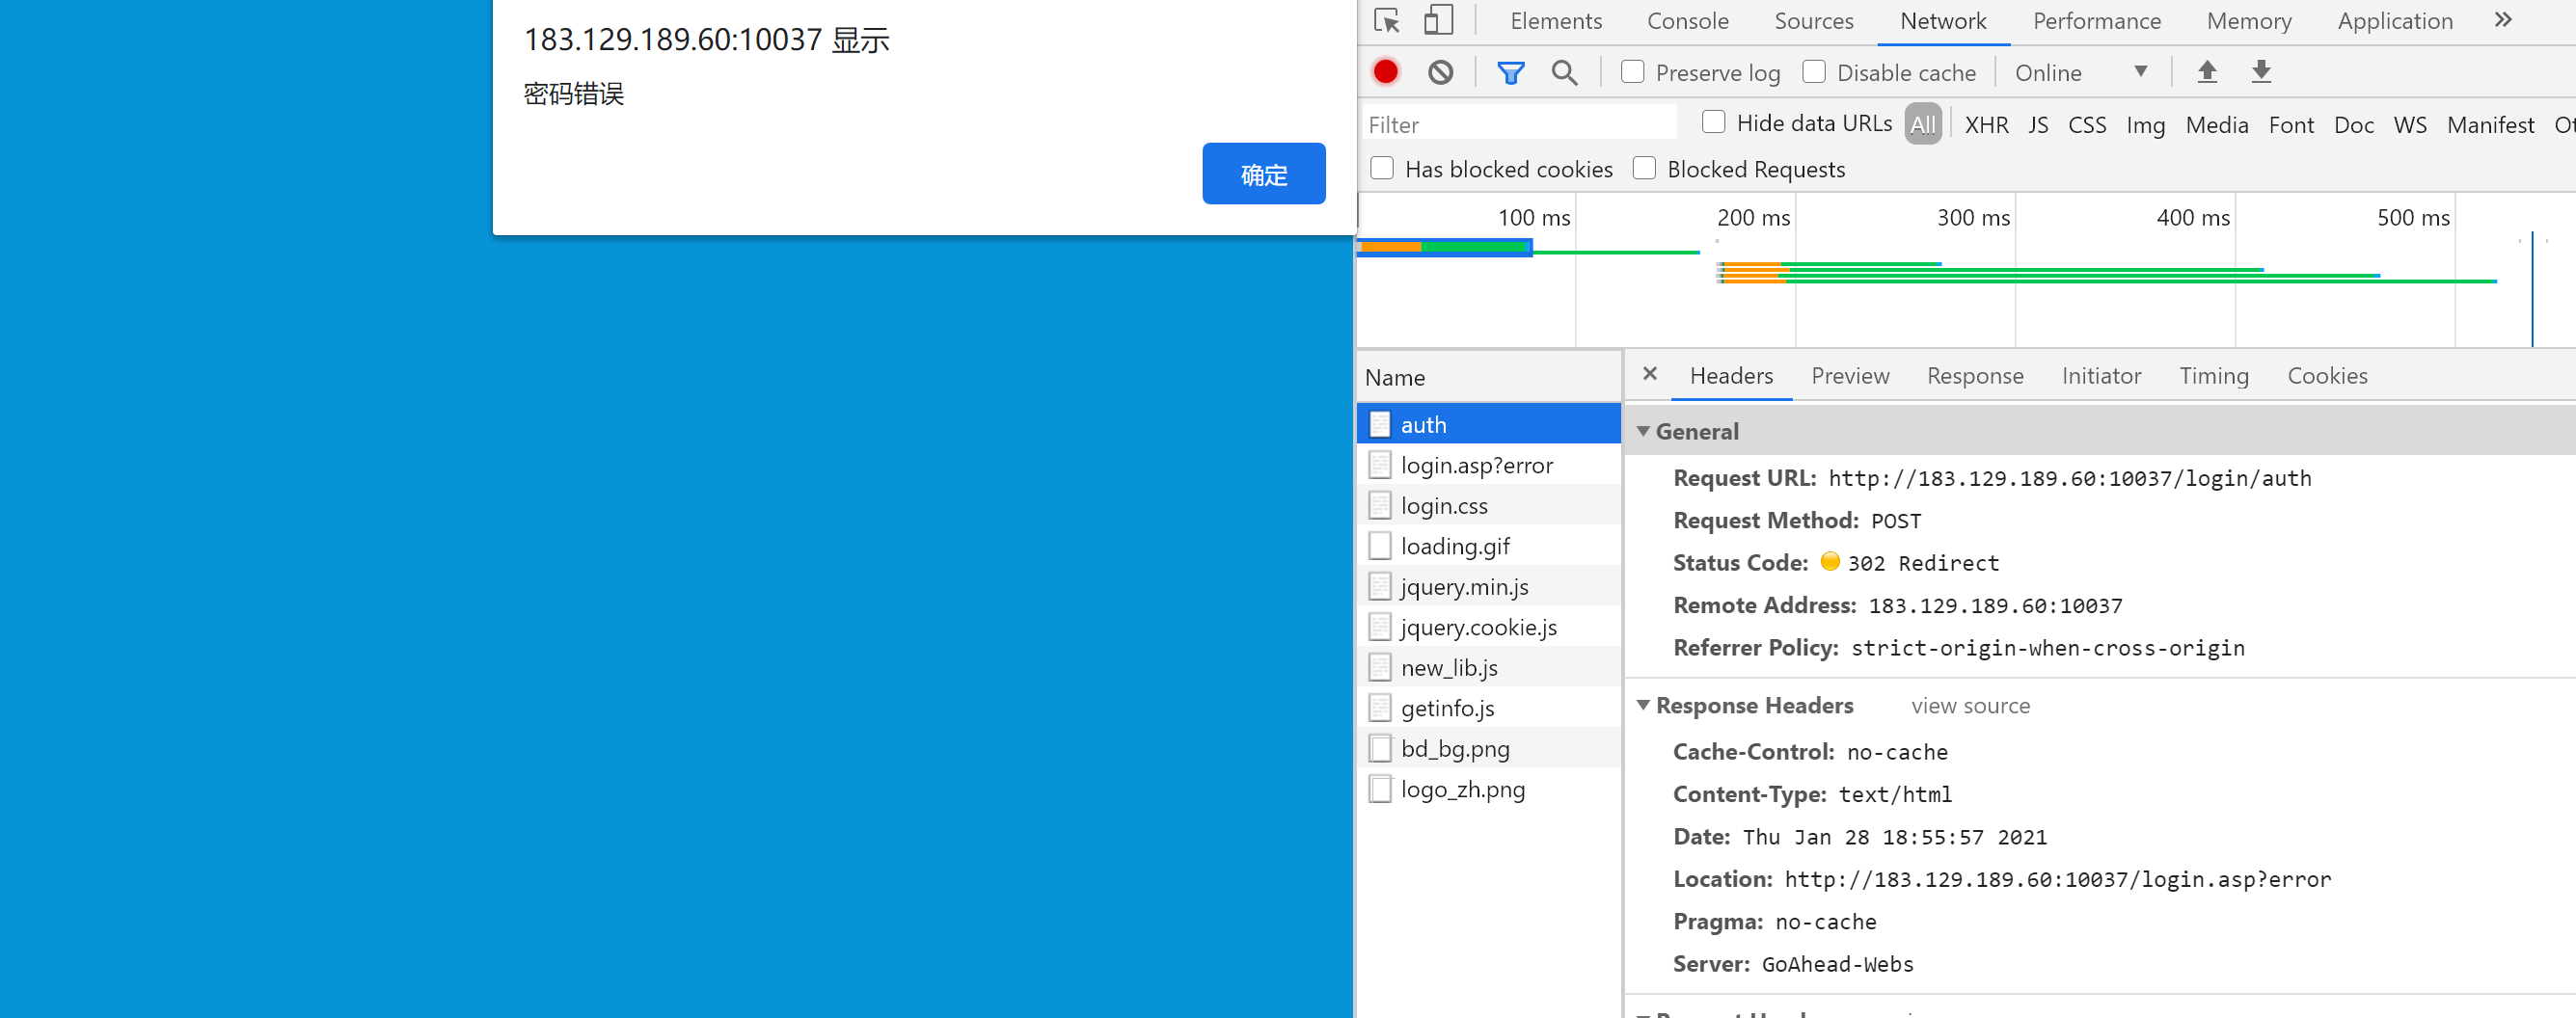 183.129.189.60:10037 显示
密码错误
确定
Elements Console Sources Network Performance Memory Application
Preserve log Disable cache Online
Filter Hide data URLs All XHR JS CSS Img Media Font Doc WS Manifest Ot
Has blocked cookies Blocked Requests
100 ms 200 ms 300 ms 400 ms 500 ms
Name
auth
login.asp?error
login.css
loading.gif
jquery.min.js
jquery.cookie.js
new_lib.js
getinfo.js
bd_bg.png
logo_zh.png
Headers Preview Response Initiator Timing Cookies
General
Request URL: http://183.129.189.60:10037/login/auth
Request Method: POST
Status Code: 302 Redirect
Remote Address: 183.129.189.60:10037
Referrer Policy: strict-origin-when-cross-origin
Response Headers view source
Cache-Control: no-cache
Content-Type: text/html
Date: Thu Jan 28 18:55:57 2021
Location: http://183.129.189.60:10037/login.asp?error
Pragma: no-cache
Server: GoAhead-Webs